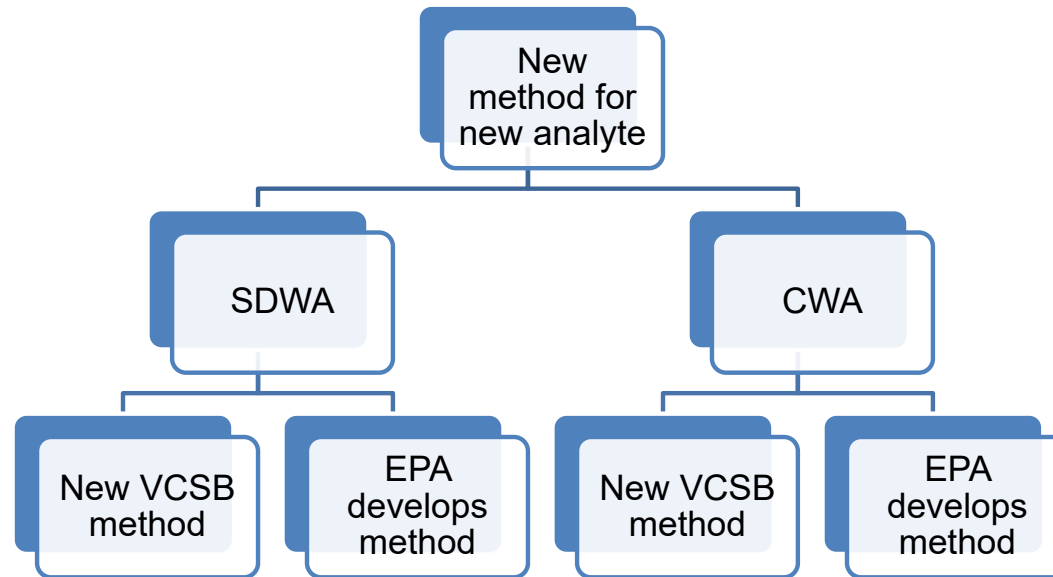 New
method for
new analyte
SDWA
CWA
New VCSB
method
EPA
develops
method
New VCSB
method
EPA
develops
method